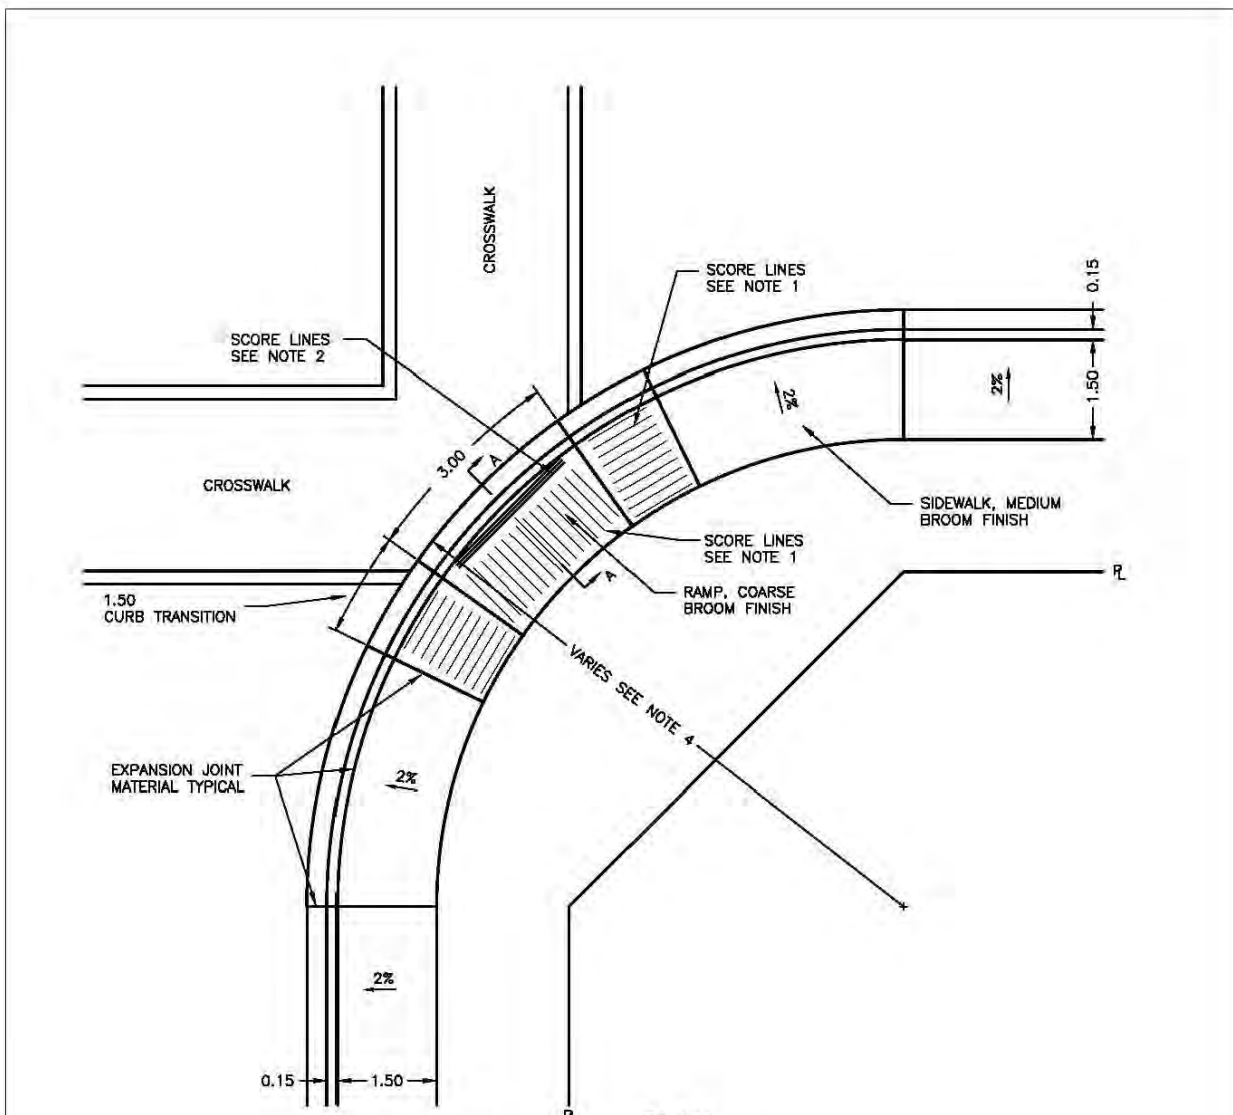 CROSSWALK
SCORE LINES
SEE NOTE 1
0.15
SCORE LINES
SEE NOTE 2
2%
2%
1.50
3.00
A
CROSSWALK
SIDEWALK, MEDIUM
BROOM FINISH
SCORE LINES
SEE NOTE 1
A
RAMP, COARSE
BROOM FINISH
PL
1.50
CURB TRANSITION
VARIES SEE NOTE 4
EXPANSION JOINT
MATERIAL TYPICAL
2%
2%
0.15
1.50